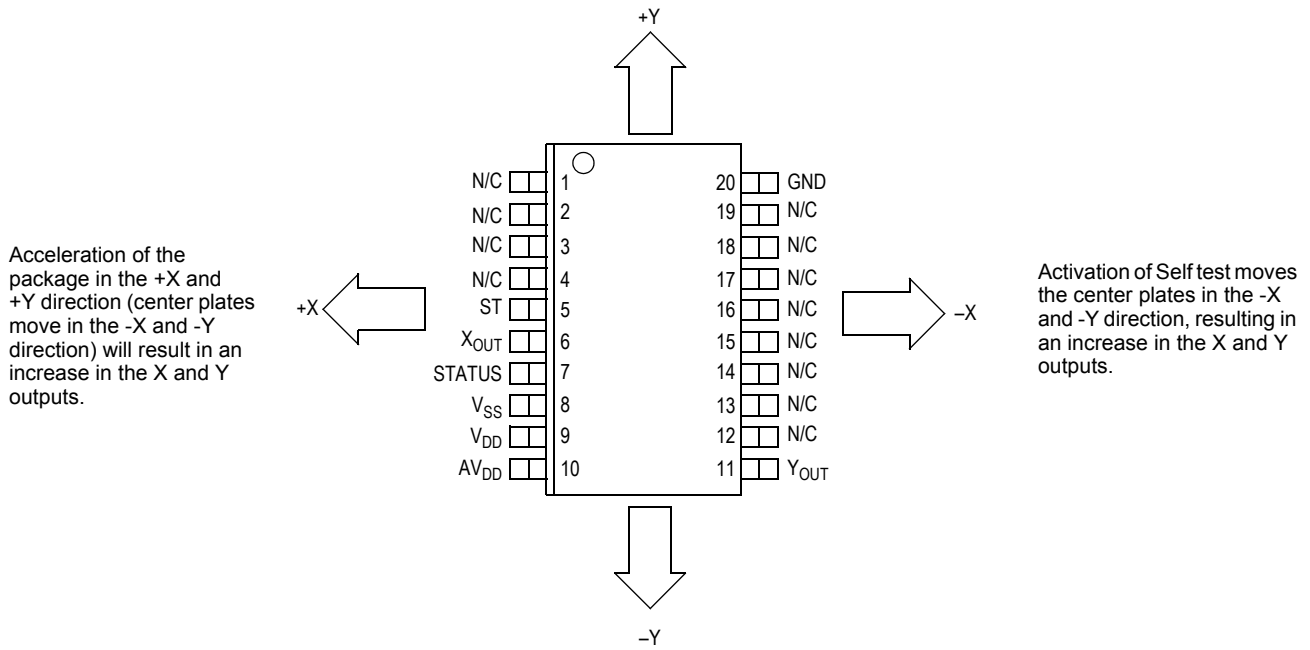 +Y
N/C 1 20 GND
N/C 2 19 N/C
N/C 3 18 N/C
N/C 4 17 N/C
ST 5 16 N/C
XOUT 6 15 N/C
STATUS 7 14 N/C
VSS 8 13 N/C
VDD 9 12 N/C
AVDD 10 11 YOUT
Acceleration of the
package in the +X and
+Y direction (center plates
move in the -X and -Y
direction) will result in an
increase in the X and Y
outputs.
+X
–X
Activation of Self test moves
the center plates in the -X
and -Y direction, resulting in
an increase in the X and Y
outputs.
–Y